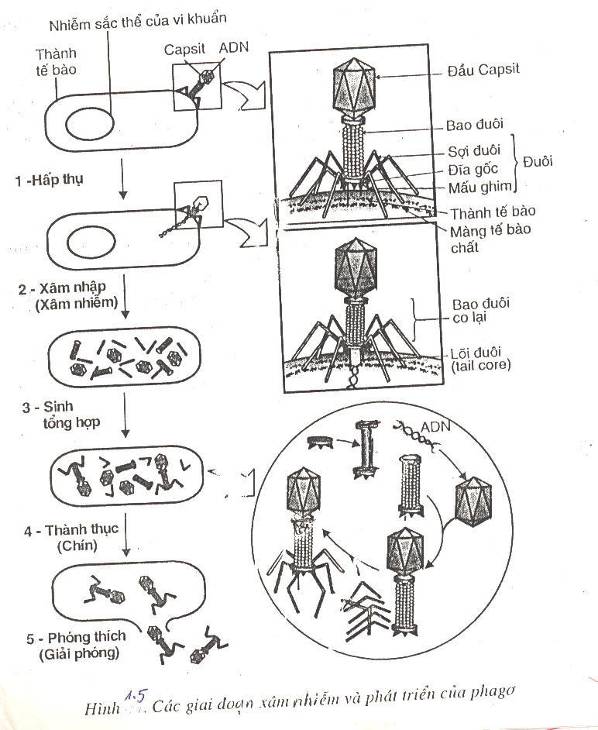 Nhiễm sắc thể của vi khuẩn
Thành
tế bào
Capsit ADN
1 -Hấp thụ
2 - Xâm nhập
(Xâm nhiễm)
3 - Sinh
tổng hợp
4 - Thành thục
(Chín)
5 - Phóng thích
(Giải phóng)
Đầu Capsit
Bao đuôi
Sợi đuôi
Đĩa gốc
Mấu ghim
Đuôi
Thành tế bào
Màng tế bào
chất
Bao đuôi
co lại
Lõi đuôi
(tail core)
ADN
Hình 1.5. Các giai đoạn xâm nhiễm và phát triển của phagơ